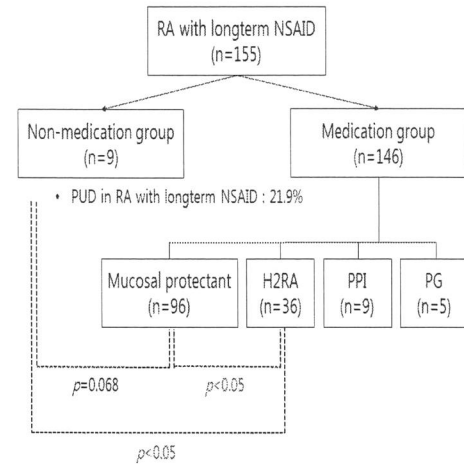 RA with longterm NSAID
(n=155)
Non-medication group
(n=9)
Medication group
(n=146)
• PUD in RA with longterm NSAID : 21.9%
Mucosal protectant
(n=96)
H2RA
(n=36)
PPI
(n=9)
PG
(n=5)
p=0.068
p<0.05
p<0.05